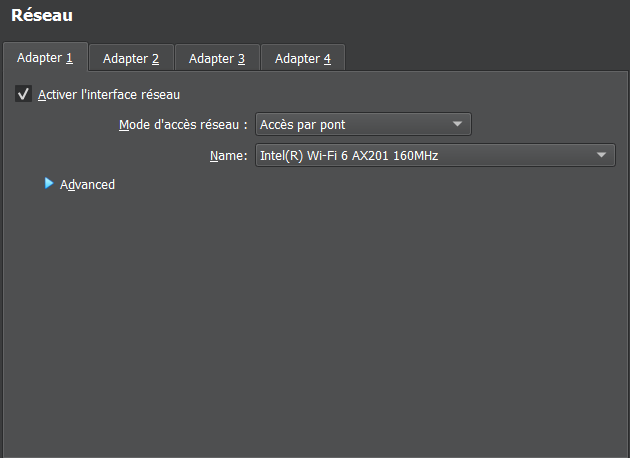 Réseau
Adapter 1 Adapter 2 Adapter 3 Adapter 4
Activer l'interface réseau
Mode d'accès réseau : Accès par pont
Name: Intel(R) Wi-Fi 6 AX201 160MHz
Advanced